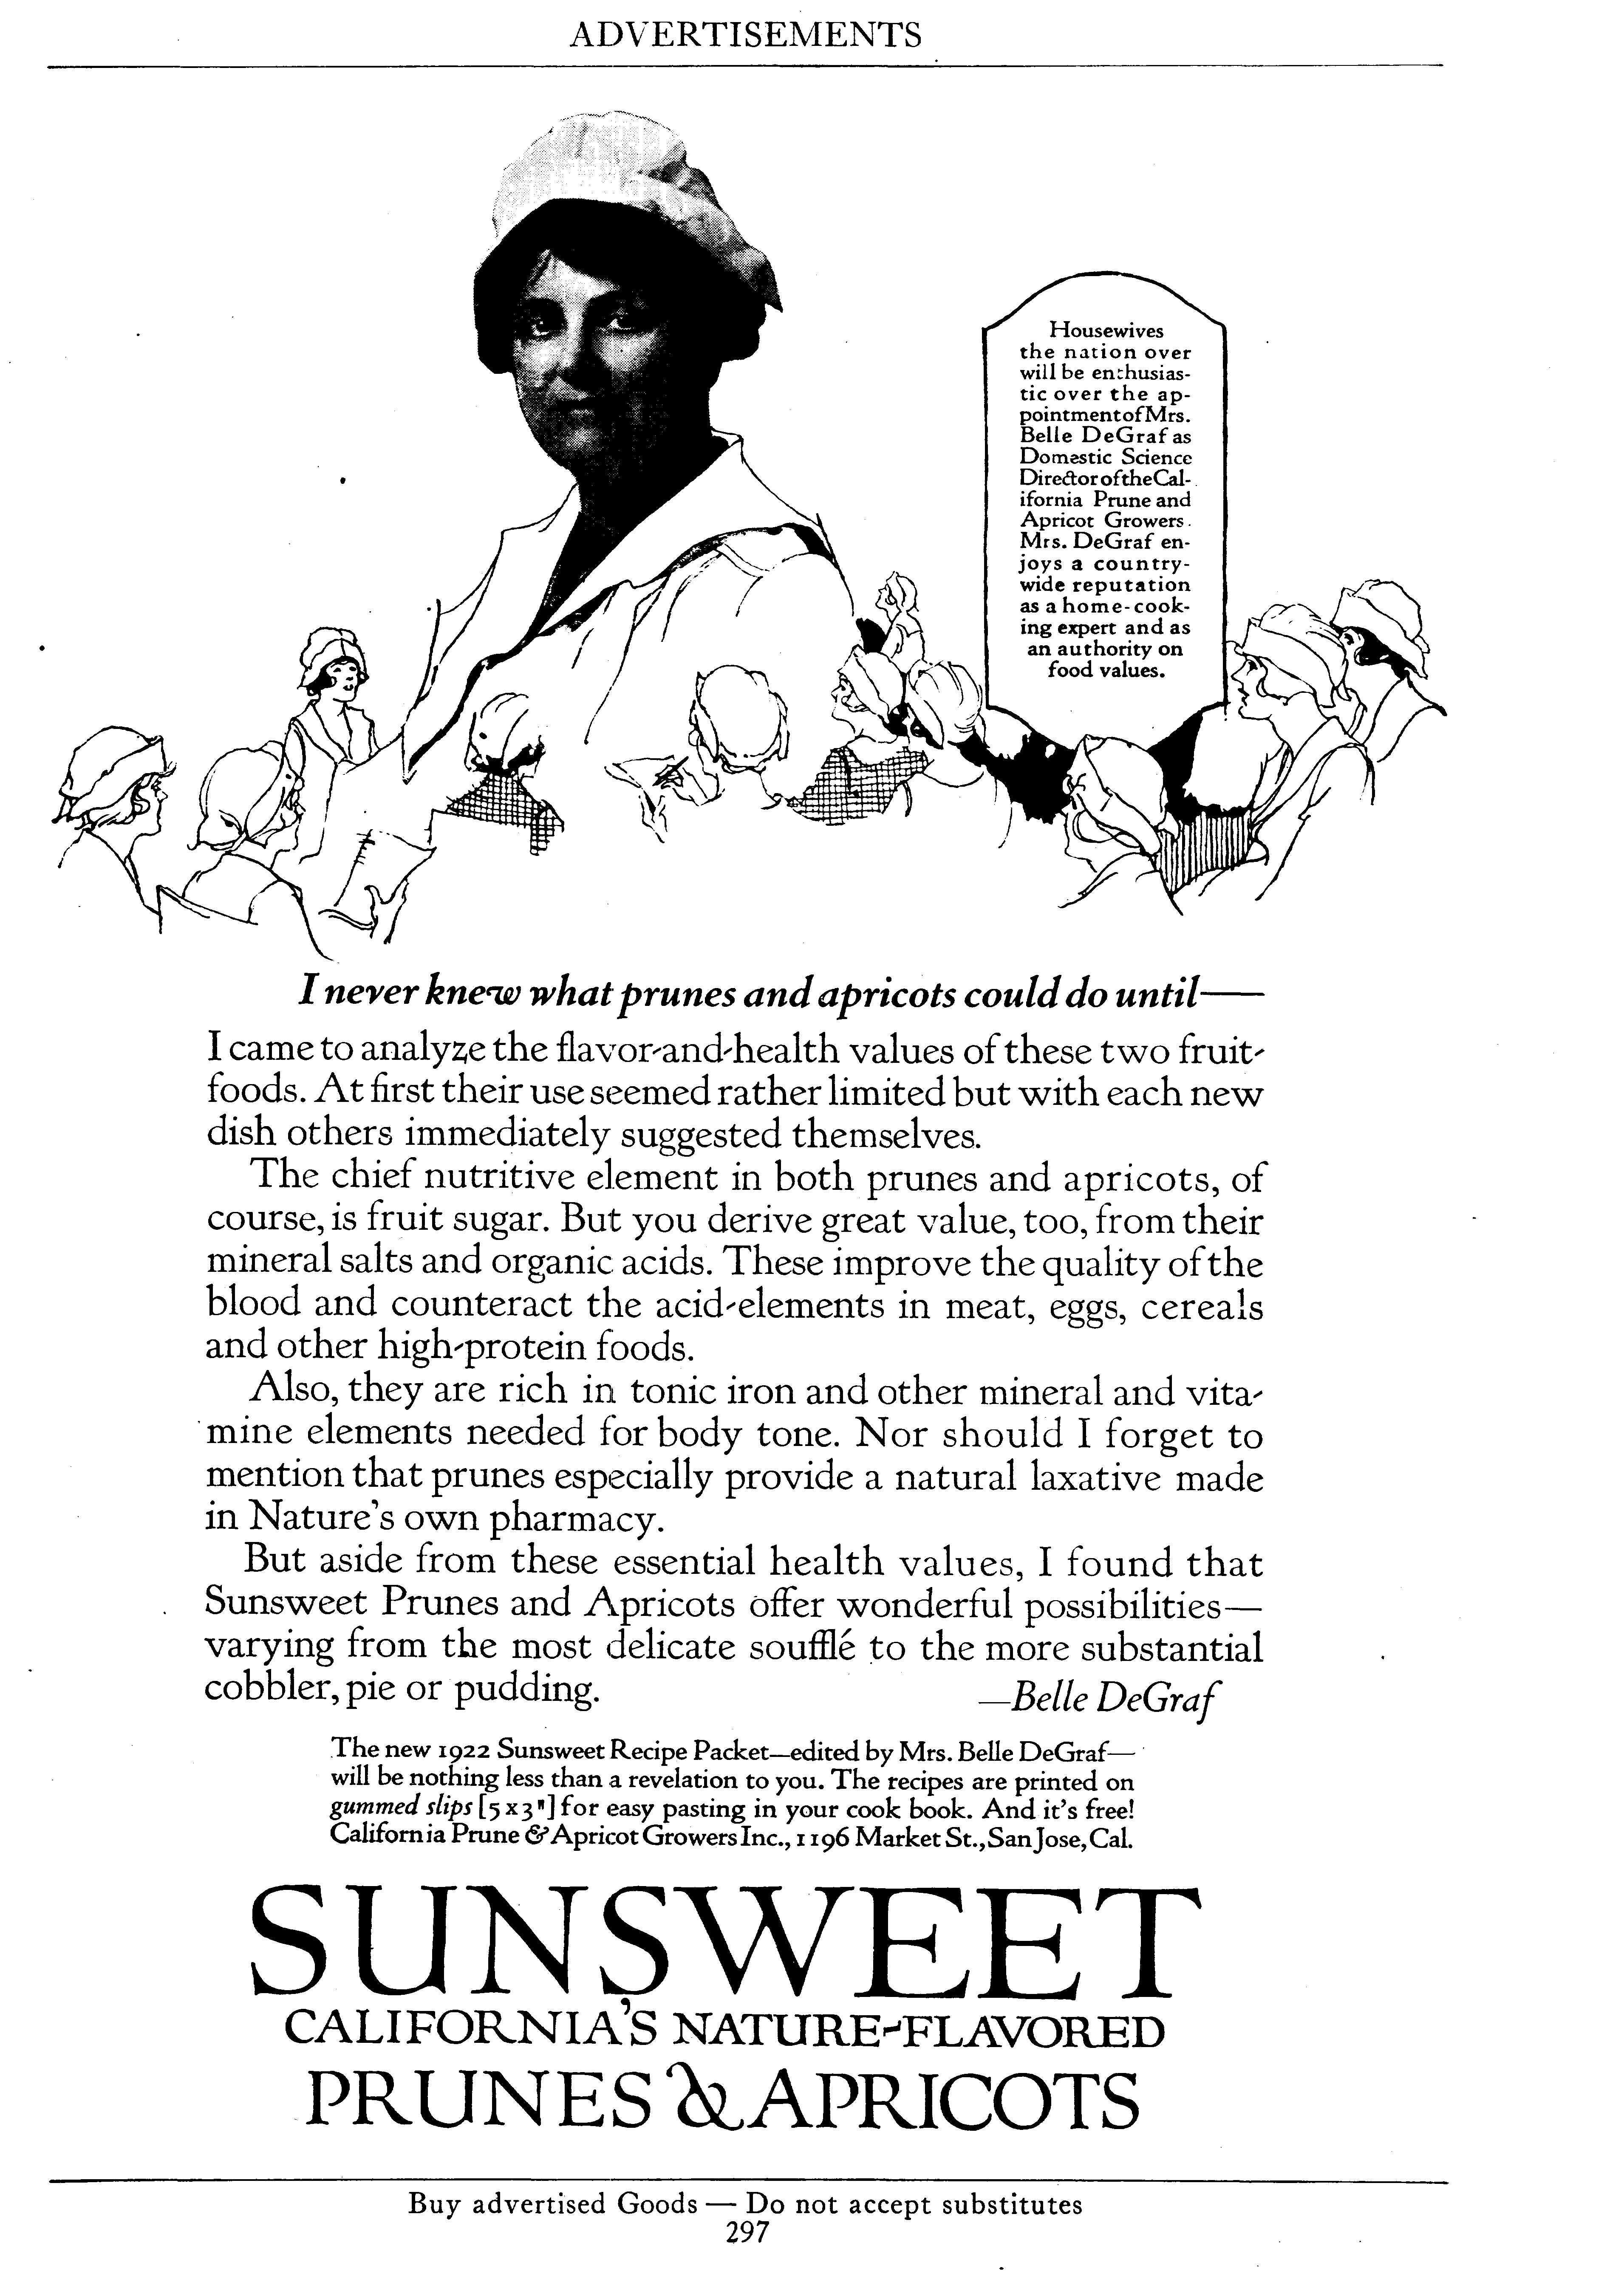 ADVERTISEMENTS
Housewives
the nation over
will be enthusias-
tic over the ap-
pointment of Mrs.
Belle DeGraf as
Domestic Science
Director of the Cal-
ifornia Prune and
Apricot Growers.
Mrs. DeGraf en-
joys a country-
wide reputation
as a home-cook-
ing expert and as
an authority on
food values.
I never knew what prunes and apricots could do until—
I came to analyze the flavor-and-health values of these two fruit-
foods. At first their use seemed rather limited but with each new
dish others immediately suggested themselves.
The chief nutritive element in both prunes and apricots, of
course, is fruit sugar. But you derive great value, too, from their
mineral salts and organic acids. These improve the quality of the
blood and counteract the acid-elements in meat, eggs, cereals
and other high-protein foods.
Also, they are rich in tonic iron and other mineral and vita-
mine elements needed for body tone. Nor should I forget to
mention that prunes especially provide a natural laxative made
in Nature's own pharmacy.
But aside from these essential health values, I found that
Sunsweet Prunes and Apricots offer wonderful possibilities—
varying from the most delicate soufflé to the more substantial
cobbler, pie or pudding. —Belle DeGraf
The new 1922 Sunsweet Recipe Packet—edited by Mrs. Belle DeGraf—
will be nothing less than a revelation to you. The recipes are printed on
gummed slips [5 x 3"] for easy pasting in your cook book. And it's free!
California Prune & Apricot Growers Inc., 1196 Market St., San Jose, Cal.
SUNSWEET
CALIFORNIA'S NATURE-FLAVORED
PRUNES & APRICOTS
Buy advertised Goods — Do not accept substitutes
297